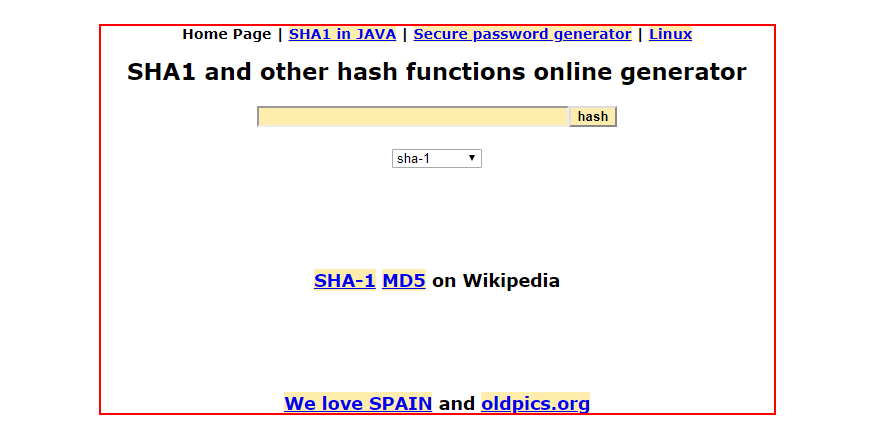 Home Page | SHA1 in JAVA | Secure password generator | Linux
SHA1 and other hash functions online generator
hash
sha-1
SHA-1 MD5 on Wikipedia
We love SPAIN and oldpics.org